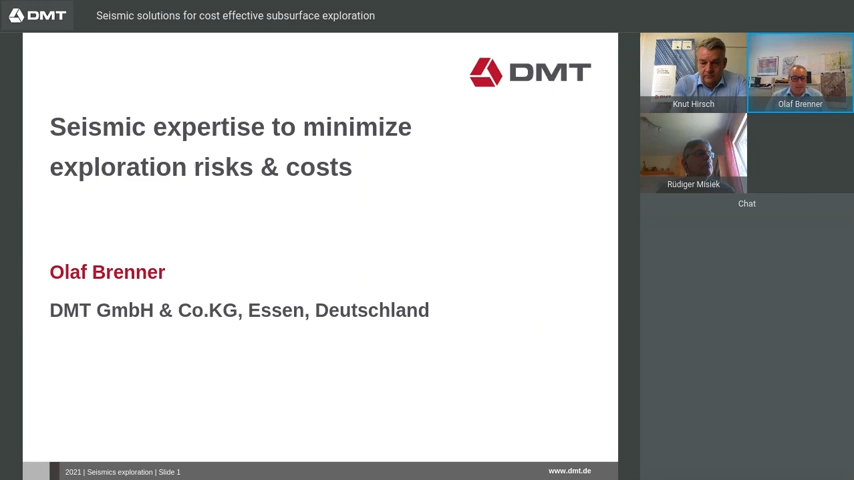 DMT
Seismic solutions for cost effective subsurface exploration
DMT
Seismic expertise to minimize
exploration risks & costs
Olaf Brenner
DMT GmbH & Co.KG, Essen, Deutschland
2021 | Seismics exploration | Slide 1
www.dmt.de
Knut Hirsch
Olaf Brenner
Rüdiger Misiek
Chat